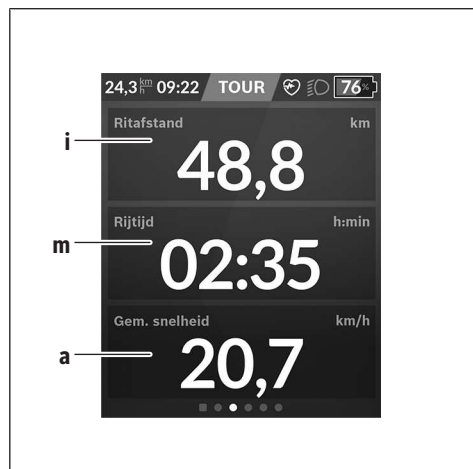 24,3 km/h 09:22 TOUR 76%
Ritafstand km
i
48,8
Rijtijd h:min
m
02:35
Gem. snelheid km/h
a
20,7